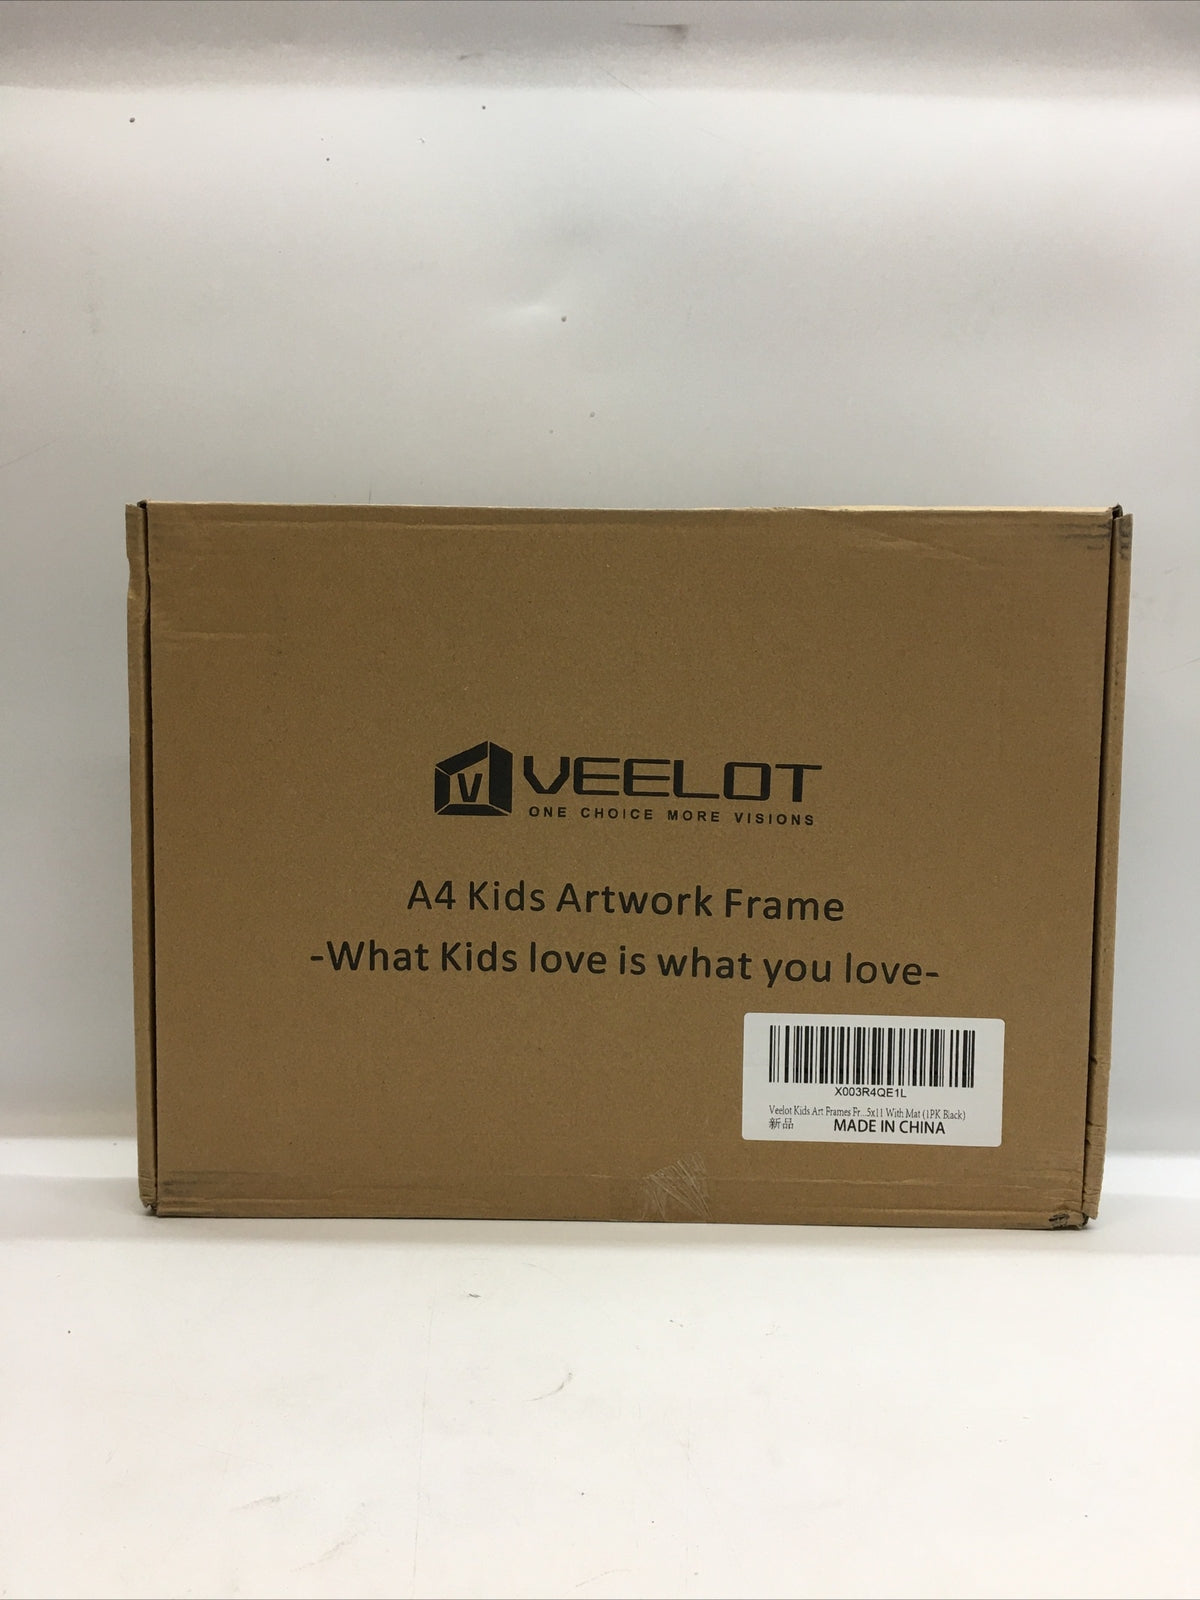 V VEELOT
ONE CHOICE MORE VISIONS
A4 Kids Artwork Frame
-What Kids love is what you love-
X003R4QE1L
Veelot Kids Art Frames Fr...5x11 With Mat (1PK Black)
新品 MADE IN CHINA